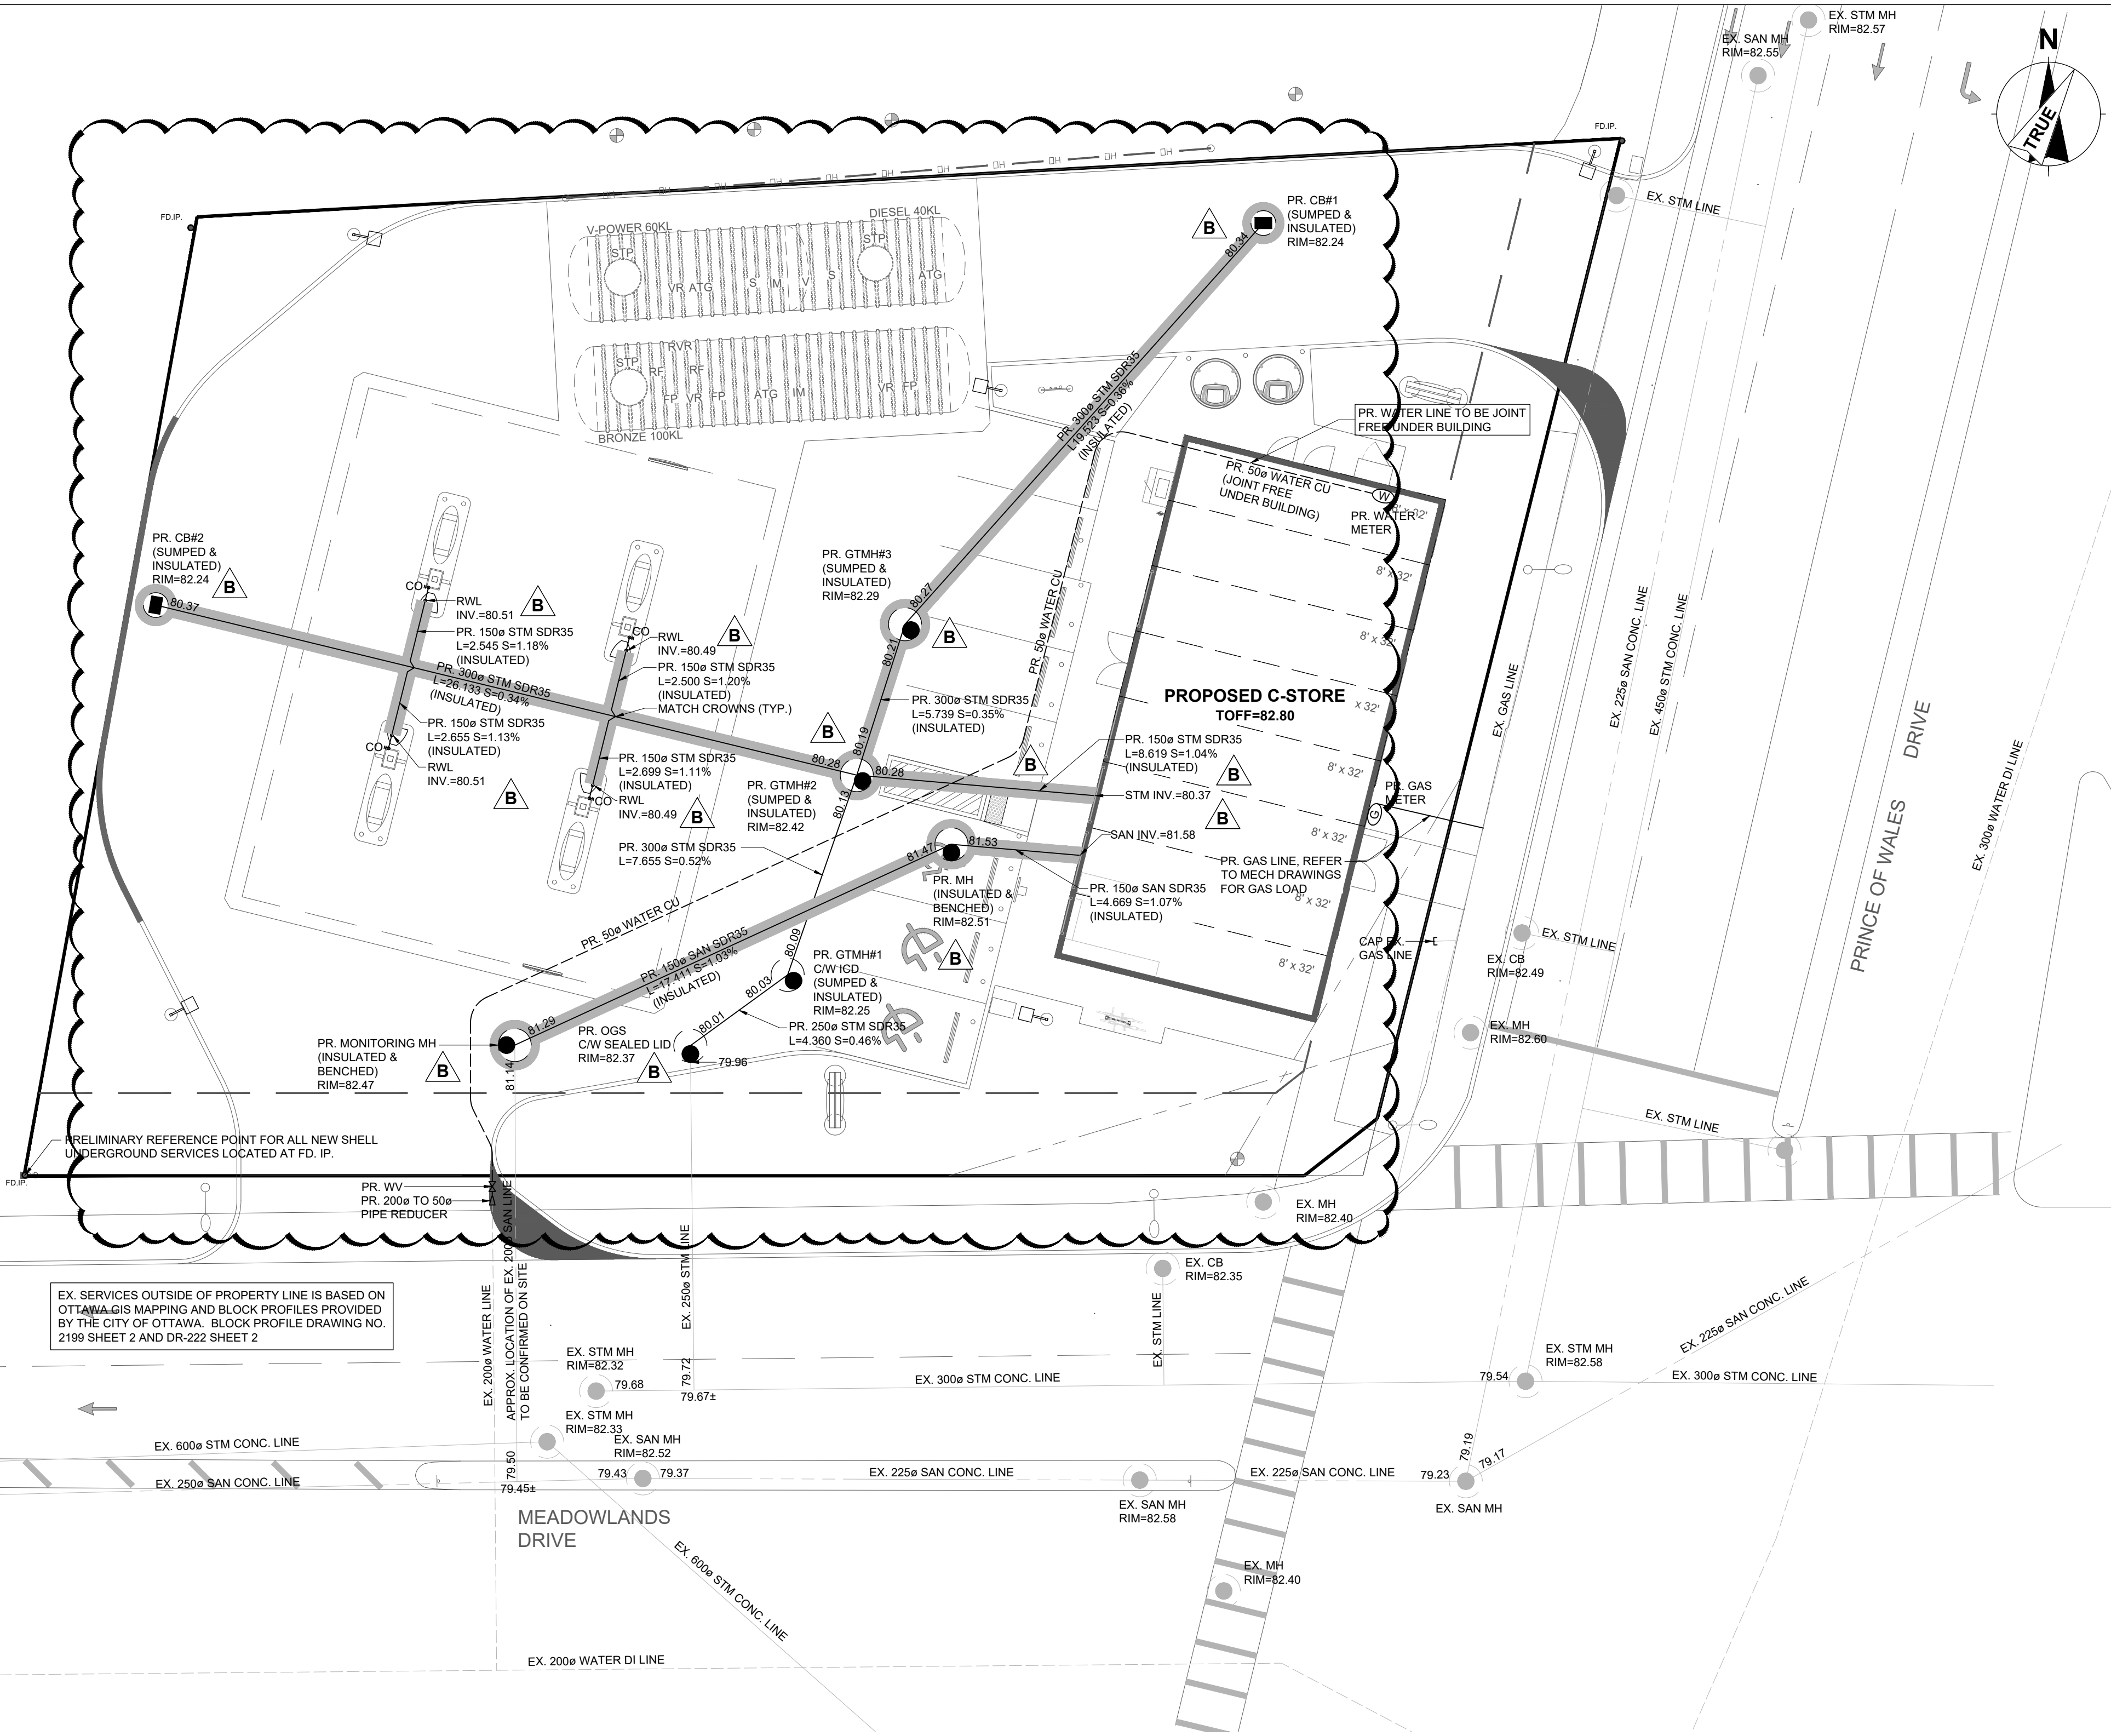 EX. STM MH
RIM=82.57
EX. SAN MH
RIM=82.55
N
TRUE
FD.IP.
EX. STM LINE
FD.IP.
V-POWER 60KL
DIESEL 40KL
STP
STP
VR ATG
S
IM
V
S
ATG
STP
RVR
RF
RF
FP
VR
FP
ATG
IM
VR
FP
BRONZE 100KL
B
PR. CB#1
(SUMPED &
INSULATED)
RIM=82.24
80.34
PR. 300ø STM SDR35
L19.523 S=0.36%
(INSULATED)
80.27
PR. WATER LINE TO BE JOINT
FREE UNDER BUILDING
PR. 50ø WATER CU
(JOINT FREE
UNDER BUILDING)
W
PR. WATER
METER
8' x 32'
8' x 32'
8' x 32'
x 32'
8' x 32'
8' x 32'
8' x 32'
8' x 32'
PR. CB#2
(SUMPED &
INSULATED)
RIM=82.24
B
80.37
CO
RWL
INV.=80.51
B
PR. 150ø STM SDR35
L=2.545 S=1.18%
(INSULATED)
PR. 300ø STM SDR35
L=26.133 S=0.34%
(INSULATED)
PR. 150ø STM SDR35
L=2.655 S=1.13%
(INSULATED)
CO
RWL
INV.=80.51
B
CO
RWL
INV.=80.49
B
PR. 150ø STM SDR35
L=2.500 S=1.20%
(INSULATED)
MATCH CROWNS (TYP.)
PR. 150ø STM SDR35
L=2.699 S=1.11%
(INSULATED)
CO
RWL
INV.=80.49
B
PR. GTMH#3
(SUMPED &
INSULATED)
RIM=82.29
B
80.21
PR. 300ø STM SDR35
L=5.739 S=0.35%
(INSULATED)
PR. 50ø WATER CU
B
80.19
80.28
80.28
80.13
PR. GTMH#2
(SUMPED &
INSULATED)
RIM=82.42
PR. 300ø STM SDR35
L=7.655 S=0.52%
B
PR. 150ø STM SDR35
L=8.619 S=1.04%
(INSULATED)
B
STM INV.=80.37
B
SAN INV.=81.58
PROPOSED C-STORE
TOFF=82.80
PR. GAS
METER
G
PR. GAS LINE, REFER
TO MECH DRAWINGS
FOR GAS LOAD
81.47
81.53
PR. MH
(INSULATED &
BENCHED)
RIM=82.51
B
PR. 150ø SAN SDR35
L=4.669 S=1.07%
(INSULATED)
PR. 50ø WATER CU
PR. 150ø SAN SDR35
L=17.411 S=1.03%
(INSULATED)
80.09
PR. GTMH#1
C/W ICD
(SUMPED &
INSULATED)
RIM=82.25
80.03
80.01
PR. 250ø STM SDR35
L=4.360 S=0.46%
79.96
PR. OGS
C/W SEALED LID
RIM=82.37
B
81.29
81.14
PR. MONITORING MH
(INSULATED &
BENCHED)
RIM=82.47
B
CAP EX.
GAS LINE
EX. GAS LINE
EX. 225ø SAN CONC. LINE
EX. 450ø STM CONC. LINE
PRINCE OF WALES DRIVE
EX. 300ø WATER DI LINE
EX. STM LINE
EX. CB
RIM=82.49
EX. MH
RIM=82.60
EX. STM LINE
PRELIMINARY REFERENCE POINT FOR ALL NEW SHELL
UNDERGROUND SERVICES LOCATED AT FD. IP.
FD.IP.
PR. WV
PR. 200ø TO 50ø
PIPE REDUCER
EX. MH
RIM=82.40
EX. CB
RIM=82.35
EX. STM LINE
EX. SERVICES OUTSIDE OF PROPERTY LINE IS BASED ON
OTTAWA GIS MAPPING AND BLOCK PROFILES PROVIDED
BY THE CITY OF OTTAWA. BLOCK PROFILE DRAWING NO.
2199 SHEET 2 AND DR-222 SHEET 2
EX. 200ø WATER LINE
APPROX. LOCATION OF EX. 200ø SAN LINE
TO BE CONFIRMED ON SITE
EX. 250ø STM LINE
79.72
79.67±
EX. STM MH
RIM=82.32
79.68
EX. 300ø STM CONC. LINE
79.54
EX. STM MH
RIM=82.58
EX. 300ø STM CONC. LINE
EX. 225ø SAN CONC. LINE
EX. STM MH
RIM=82.33
EX. SAN MH
RIM=82.52
EX. 600ø STM CONC. LINE
EX. 250ø SAN CONC. LINE
79.50
79.45±
79.43
79.37
EX. 225ø SAN CONC. LINE
EX. SAN MH
RIM=82.58
EX. 225ø SAN CONC. LINE
79.23
79.19
79.17
EX. SAN MH
MEADOWLANDS
DRIVE
EX. 600ø STM CONC. LINE
EX. MH
RIM=82.40
EX. 200ø WATER DI LINE